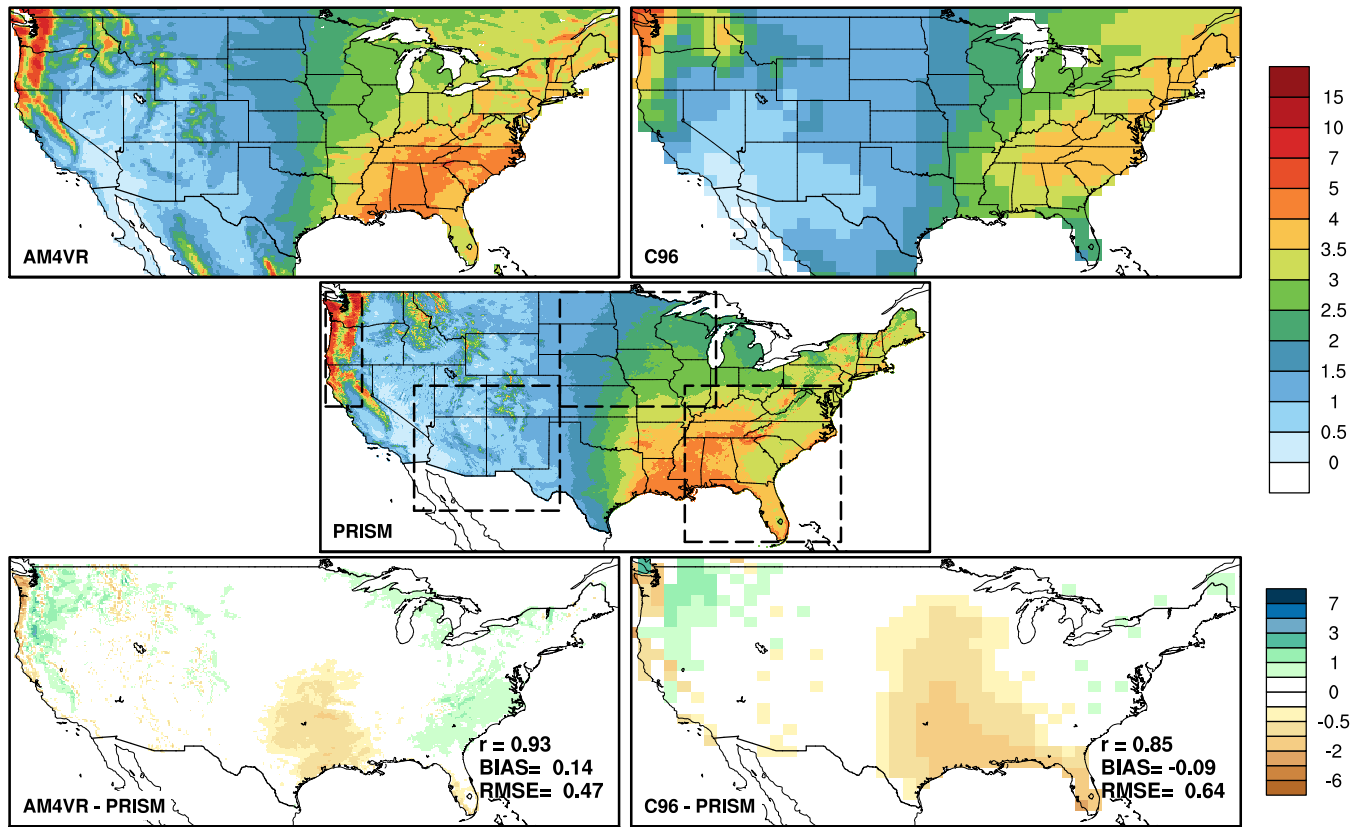 AM4VR
C96
15
10
7
5
4
3.5
3
2.5
2
1.5
1
0.5
0
PRISM
r = 0.93
BIAS= 0.14
RMSE= 0.47
AM4VR - PRISM
r = 0.85
BIAS= -0.09
RMSE= 0.64
C96 - PRISM
7
3
1
0
-0.5
-2
-6